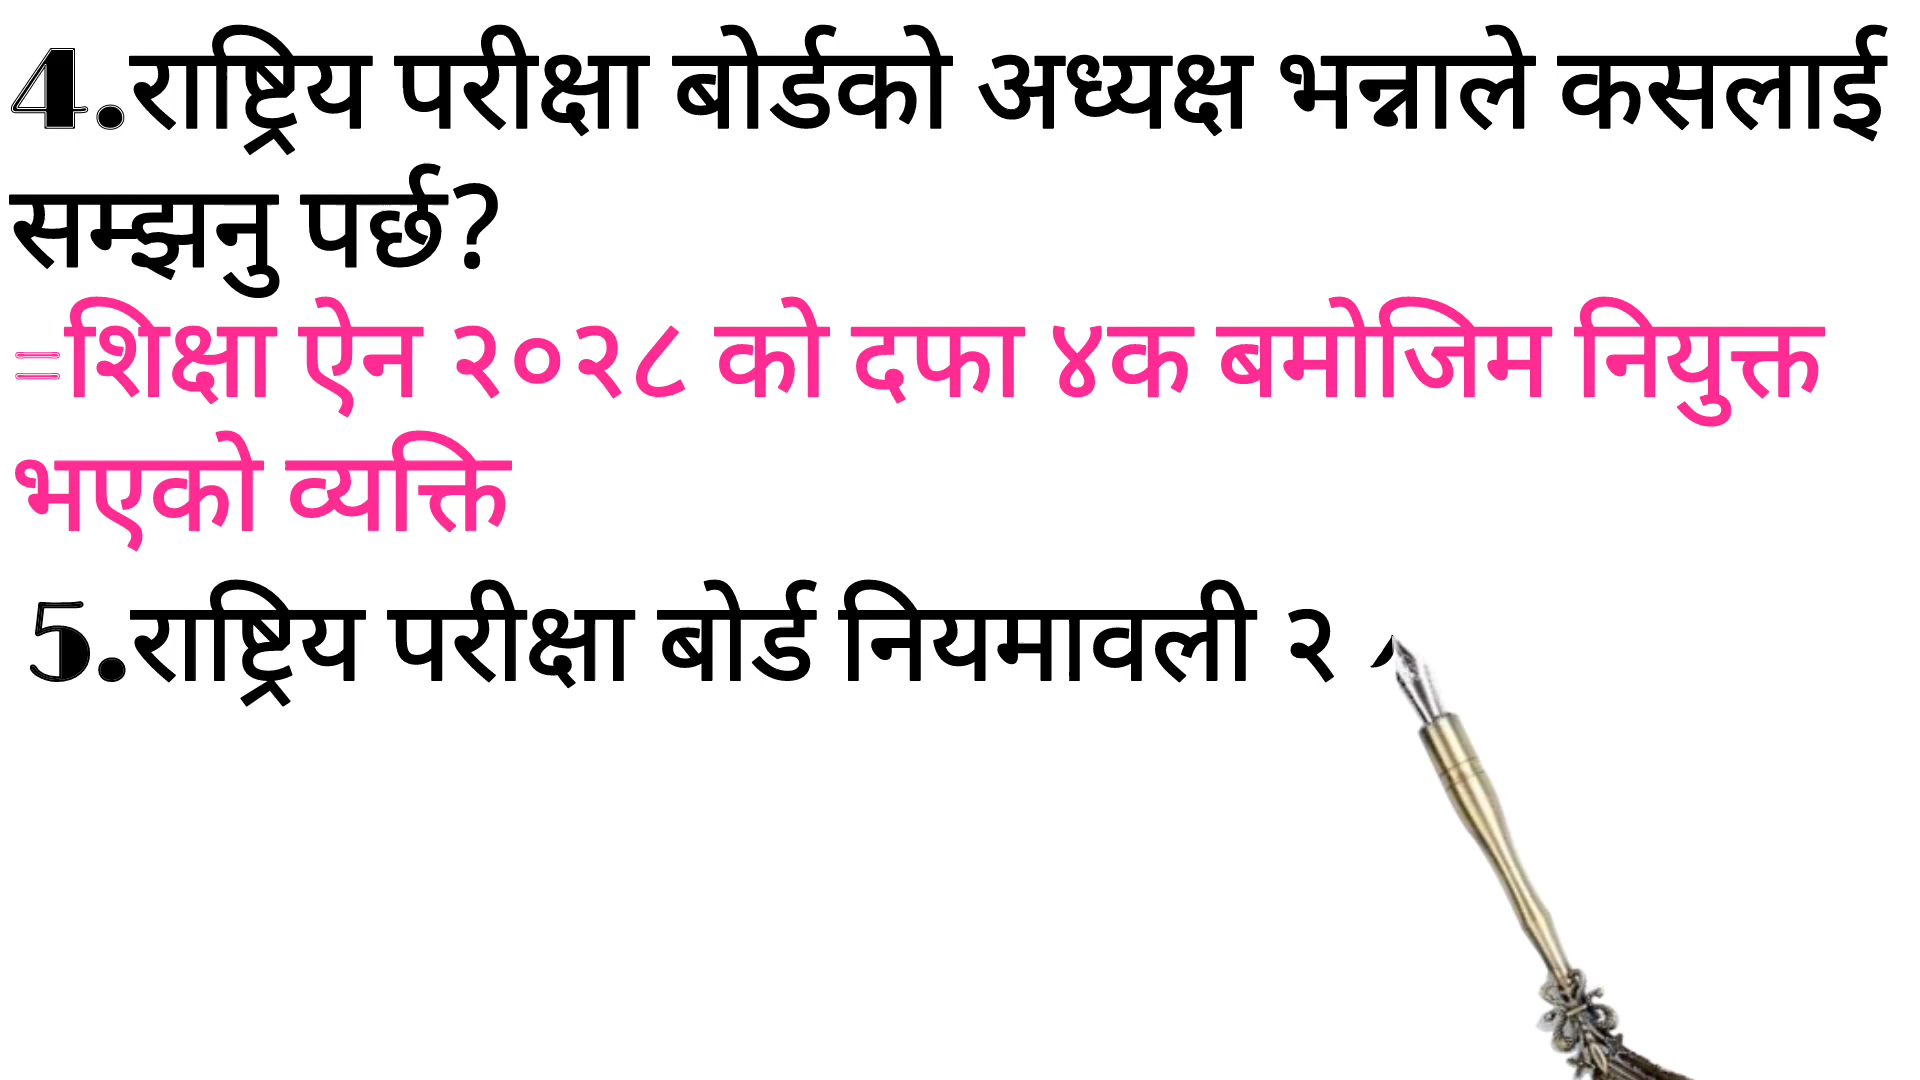 4.राष्ट्रिय परीक्षा बोर्डको अध्यक्ष भन्नाले कसलाई
सम्झनु पर्छ?
=शिक्षा ऐन २०२८ को दफा ४क बमोजिम नियुक्त
भएको व्यक्ति
5.राष्ट्रिय परीक्षा बोर्ड नियमावली २